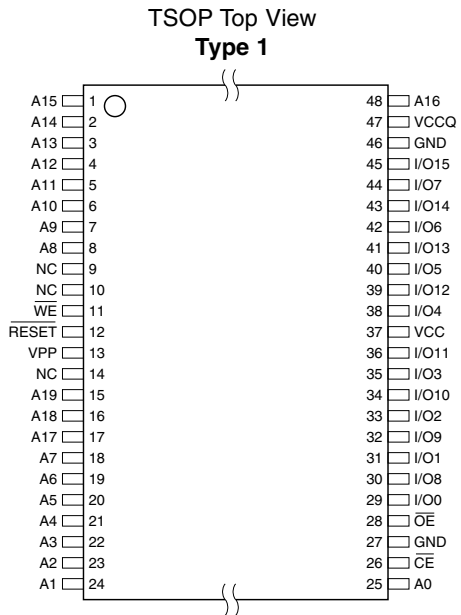 TSOP Top View
Type 1
A15 1 48 A16
A14 2 47 VCCQ
A13 3 46 GND
A12 4 45 I/O15
A11 5 44 I/O7
A10 6 43 I/O14
A9 7 42 I/O6
A8 8 41 I/O13
NC 9 40 I/O5
NC 10 39 I/O12
WE 11 38 I/O4
RESET 12 37 VCC
VPP 13 36 I/O11
NC 14 35 I/O3
A19 15 34 I/O10
A18 16 33 I/O2
A17 17 32 I/O9
A7 18 31 I/O1
A6 19 30 I/O8
A5 20 29 I/O0
A4 21 28 OE
A3 22 27 GND
A2 23 26 CE
A1 24 25 A0